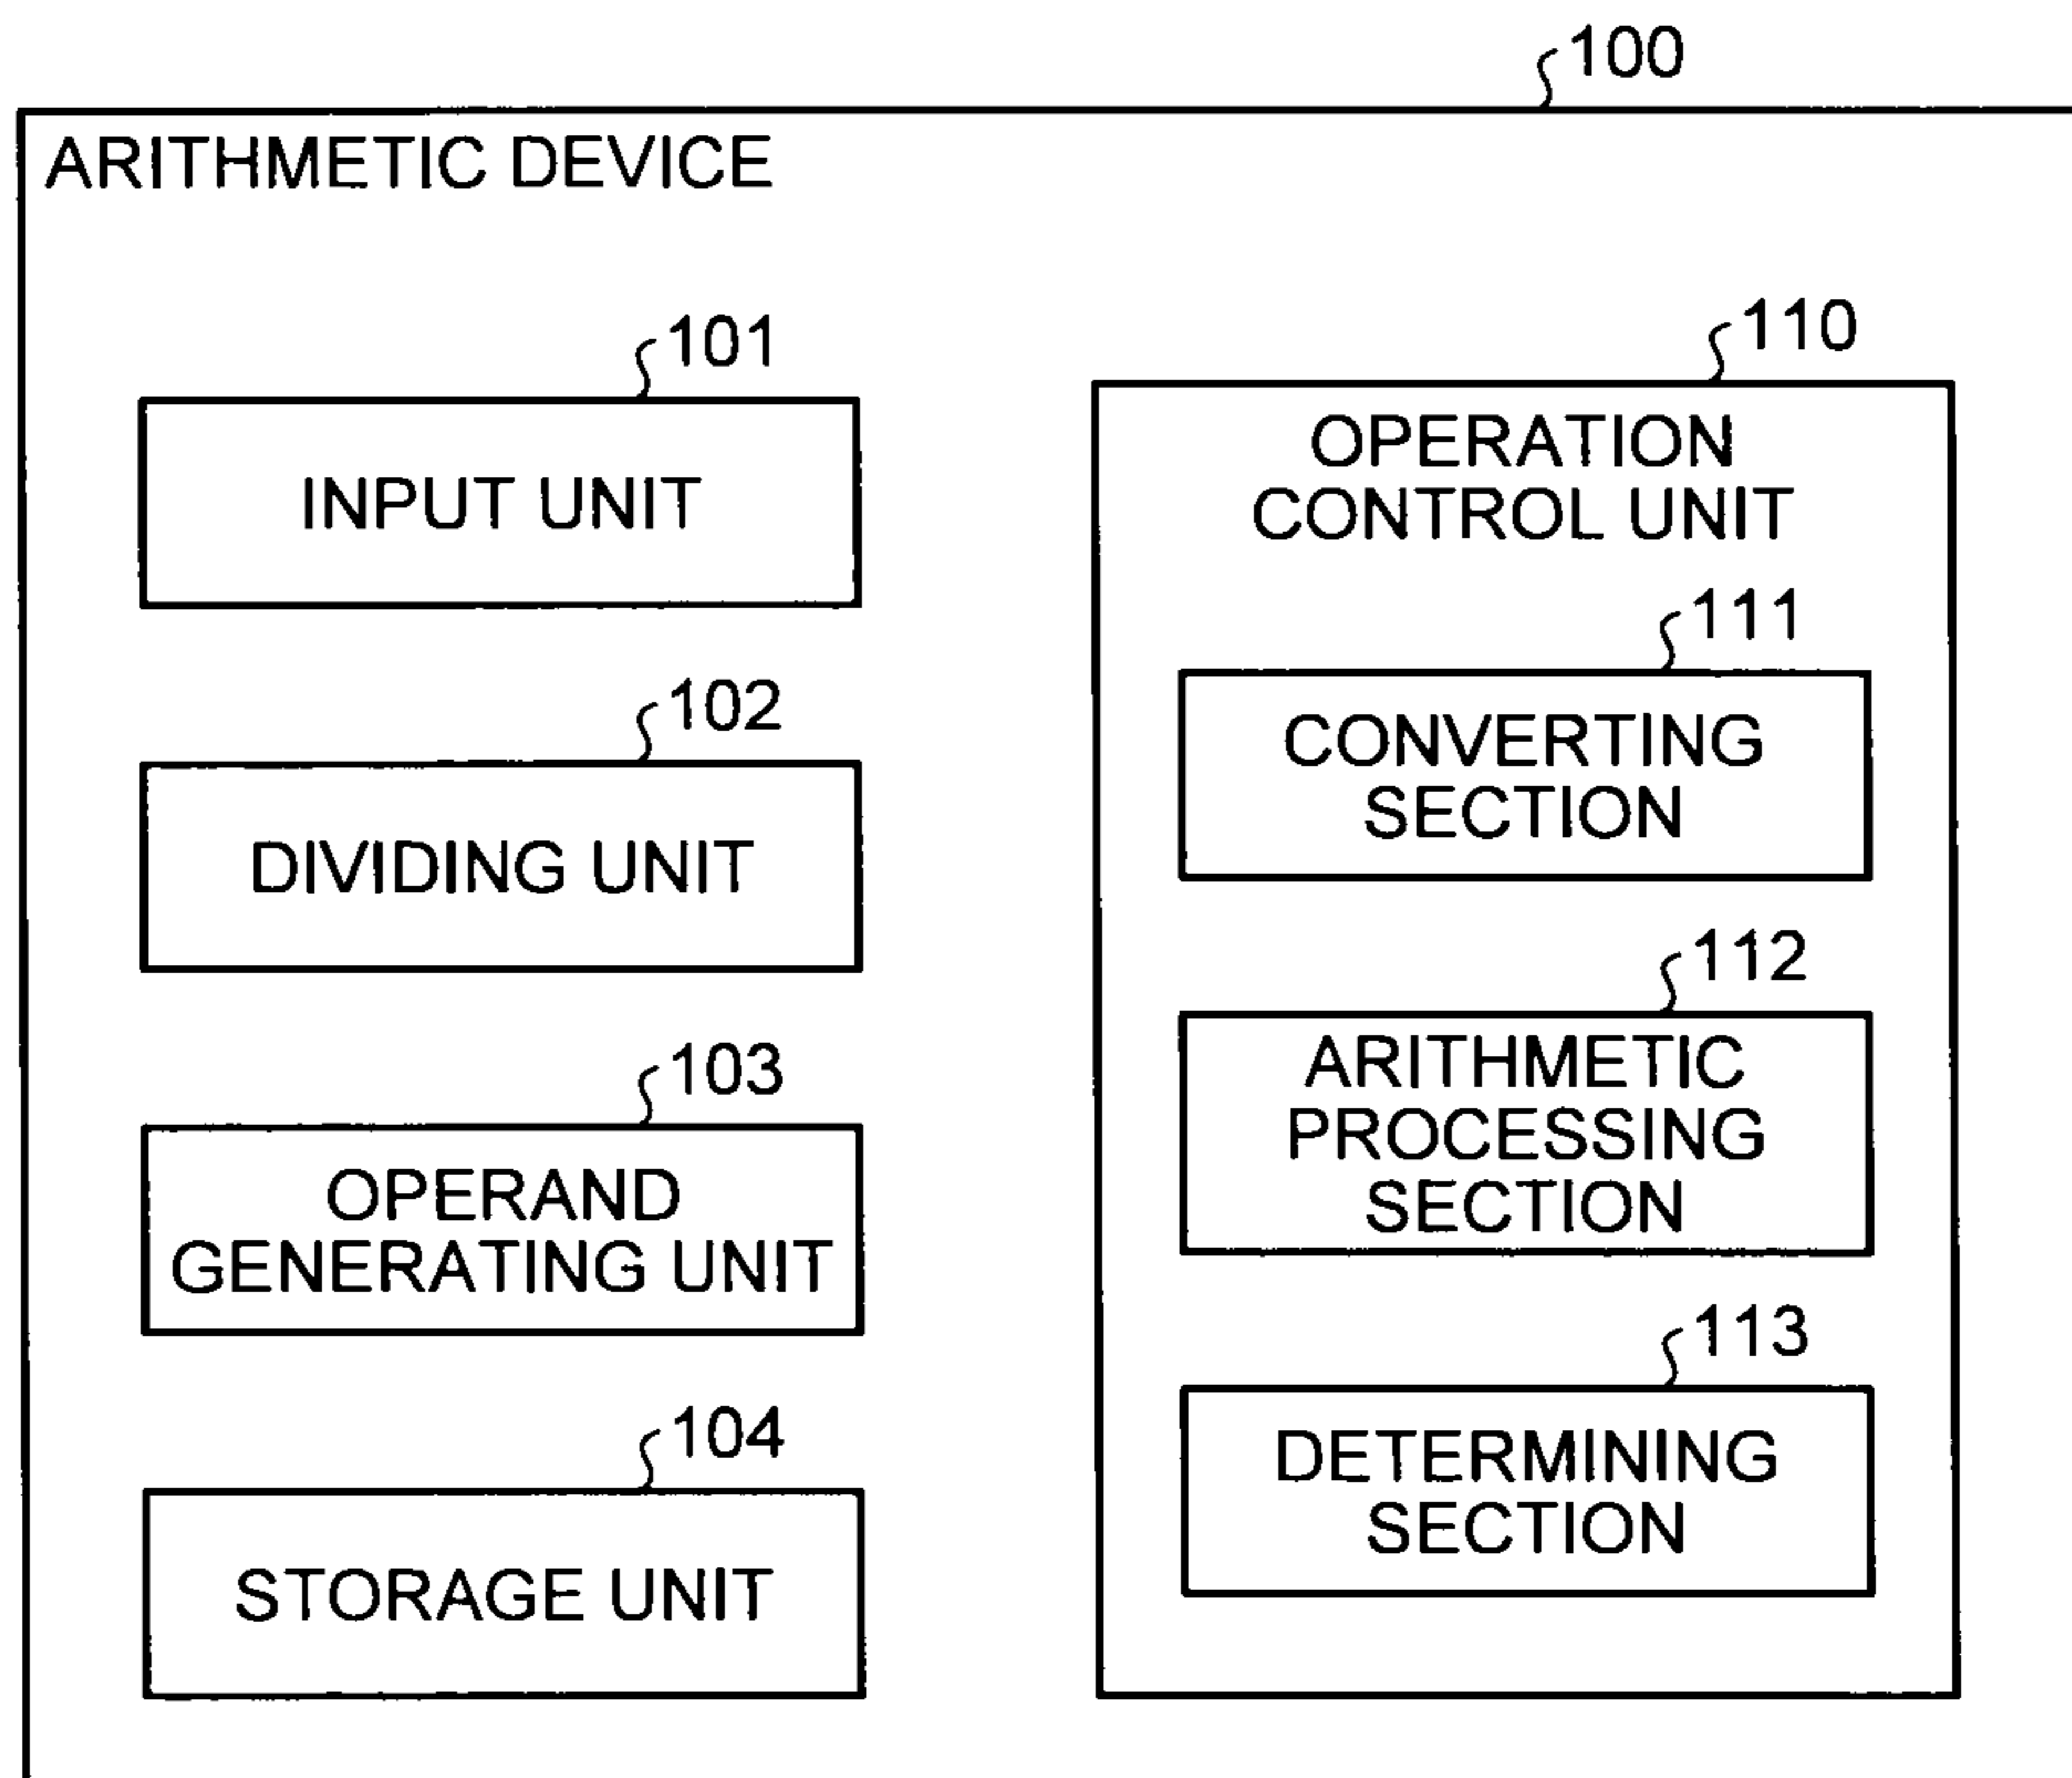 100
ARITHMETIC DEVICE
101
INPUT UNIT
102
DIVIDING UNIT
103
OPERAND
GENERATING UNIT
104
STORAGE UNIT
110
OPERATION
CONTROL UNIT
111
CONVERTING
SECTION
112
ARITHMETIC
PROCESSING
SECTION
113
DETERMINING
SECTION